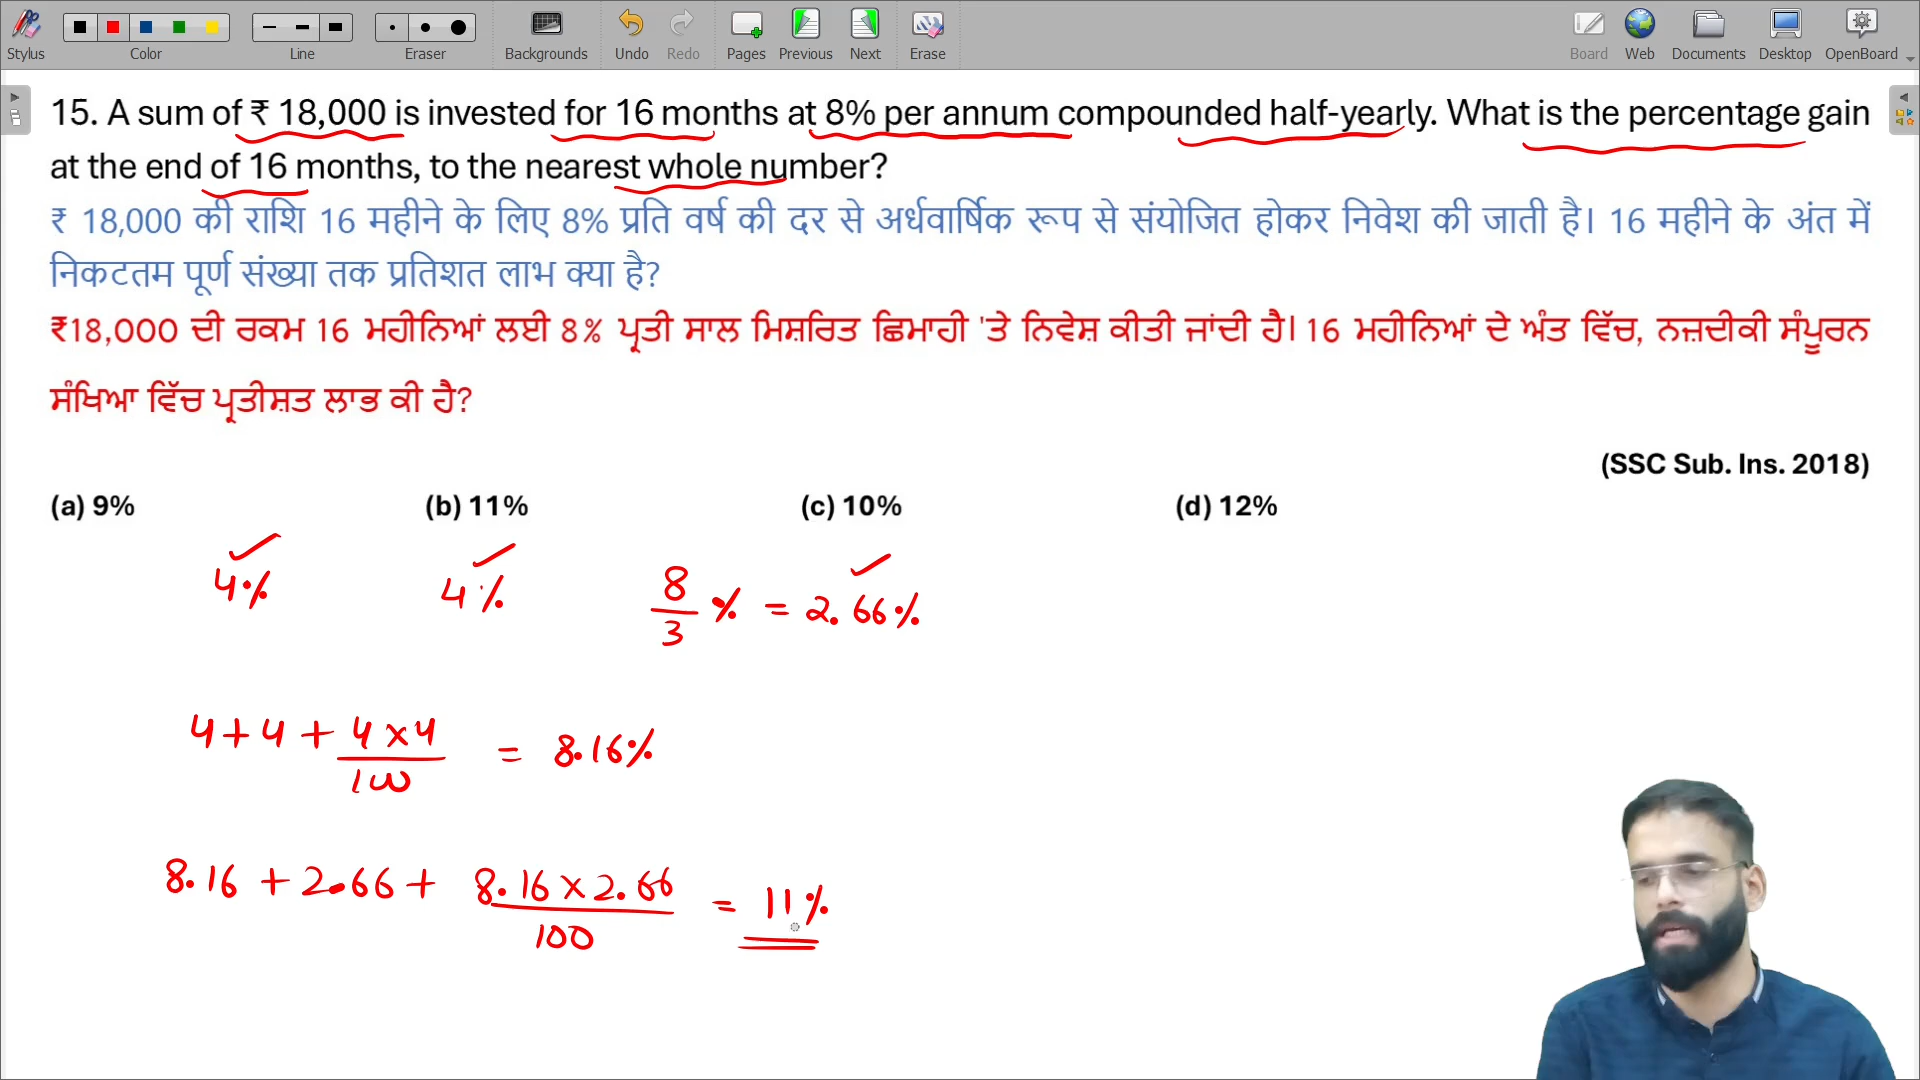 Stylus Color Line Eraser Backgrounds Undo Redo Pages Previous Next Erase Board Web Documents Desktop OpenBoard
15. A sum of ₹ 18,000 is invested for 16 months at 8% per annum compounded half-yearly. What is the percentage gain
at the end of 16 months, to the nearest whole number?
₹ 18,000 की राशि 16 महीने के लिए 8% प्रति वर्ष की दर से अर्धवार्षिक रूप से संयोजित होकर निवेश की जाती है। 16 महीने के अंत में
निकटतम पूर्ण संख्या तक प्रतिशत लाभ क्या है?
₹18,000 ਦੀ ਰਕਮ 16 ਮਹੀਨਿਆਂ ਲਈ 8% ਪ੍ਰਤੀ ਸਾਲ ਮਿਸ਼ਰਿਤ ਛਿਮਾਹੀ 'ਤੇ ਨਿਵੇਸ਼ ਕੀਤੀ ਜਾਂਦੀ ਹੈ। 16 ਮਹੀਨਿਆਂ ਦੇ ਅੰਤ ਵਿੱਚ, ਨਜ਼ਦੀਕੀ ਸੰਪੂਰਨ
ਸੰਖਿਆ ਵਿੱਚ ਪ੍ਰਤੀਸ਼ਤ ਲਾਭ ਕੀ ਹੈ?
(SSC Sub. Ins. 2018)
(a) 9% (b) 11% (c) 10% (d) 12%
4% 4% 8/3 % = 2.66%
4 + 4 + 4 × 4 / 100 = 8.16%
8.16 + 2.66 + 8.16 × 2.66 / 100 = 11%